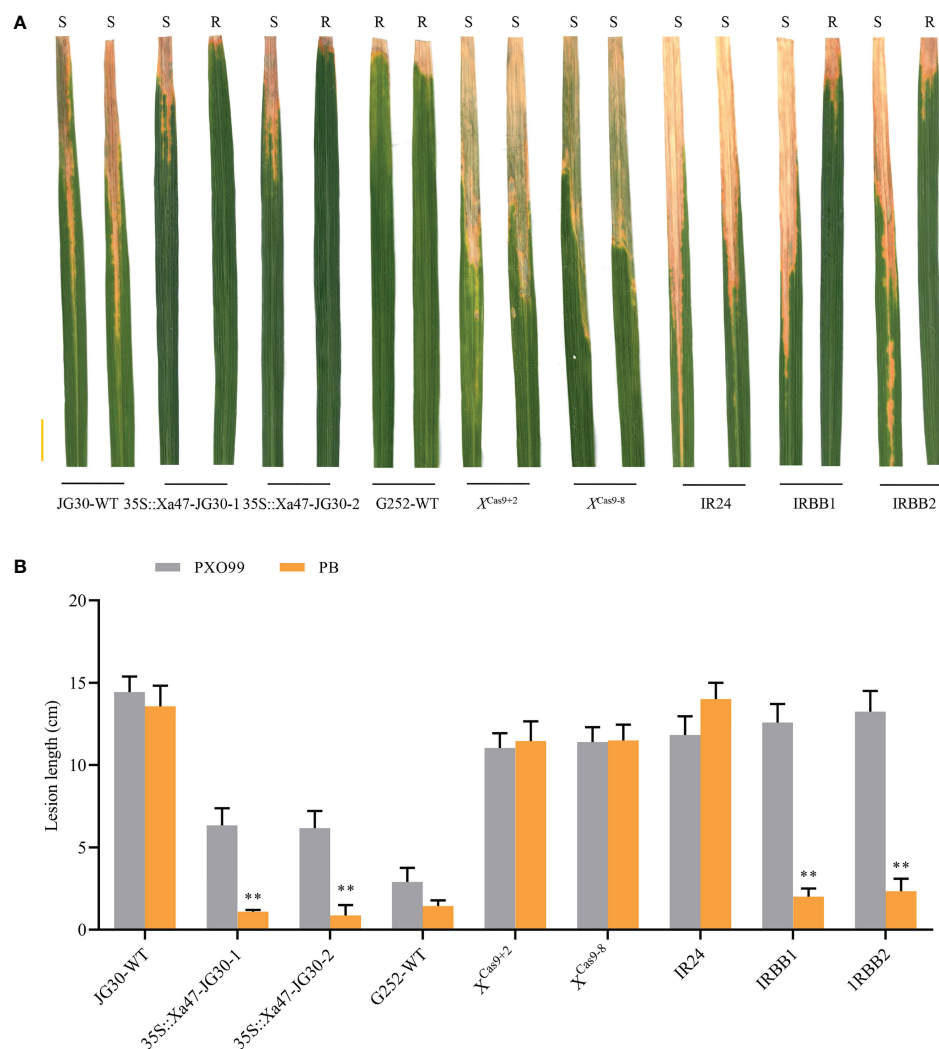 A S S S R S R R R S S S S S S S R S R
JG30-WT 35S::Xa47-JG30-1 35S::Xa47-JG30-2 G252-WT XCas9+2 XCas9-8 IR24 IRBB1 IRBB2
B PXO99 PB
20
15
10
5
0
Lesion length (cm)
** ** ** **
JG30-WT 35S::Xa47-JG30-1 35S::Xa47-JG30-2 G252-WT XCas9+2 XCas9-8 IR24 IRBB1 IRBB2